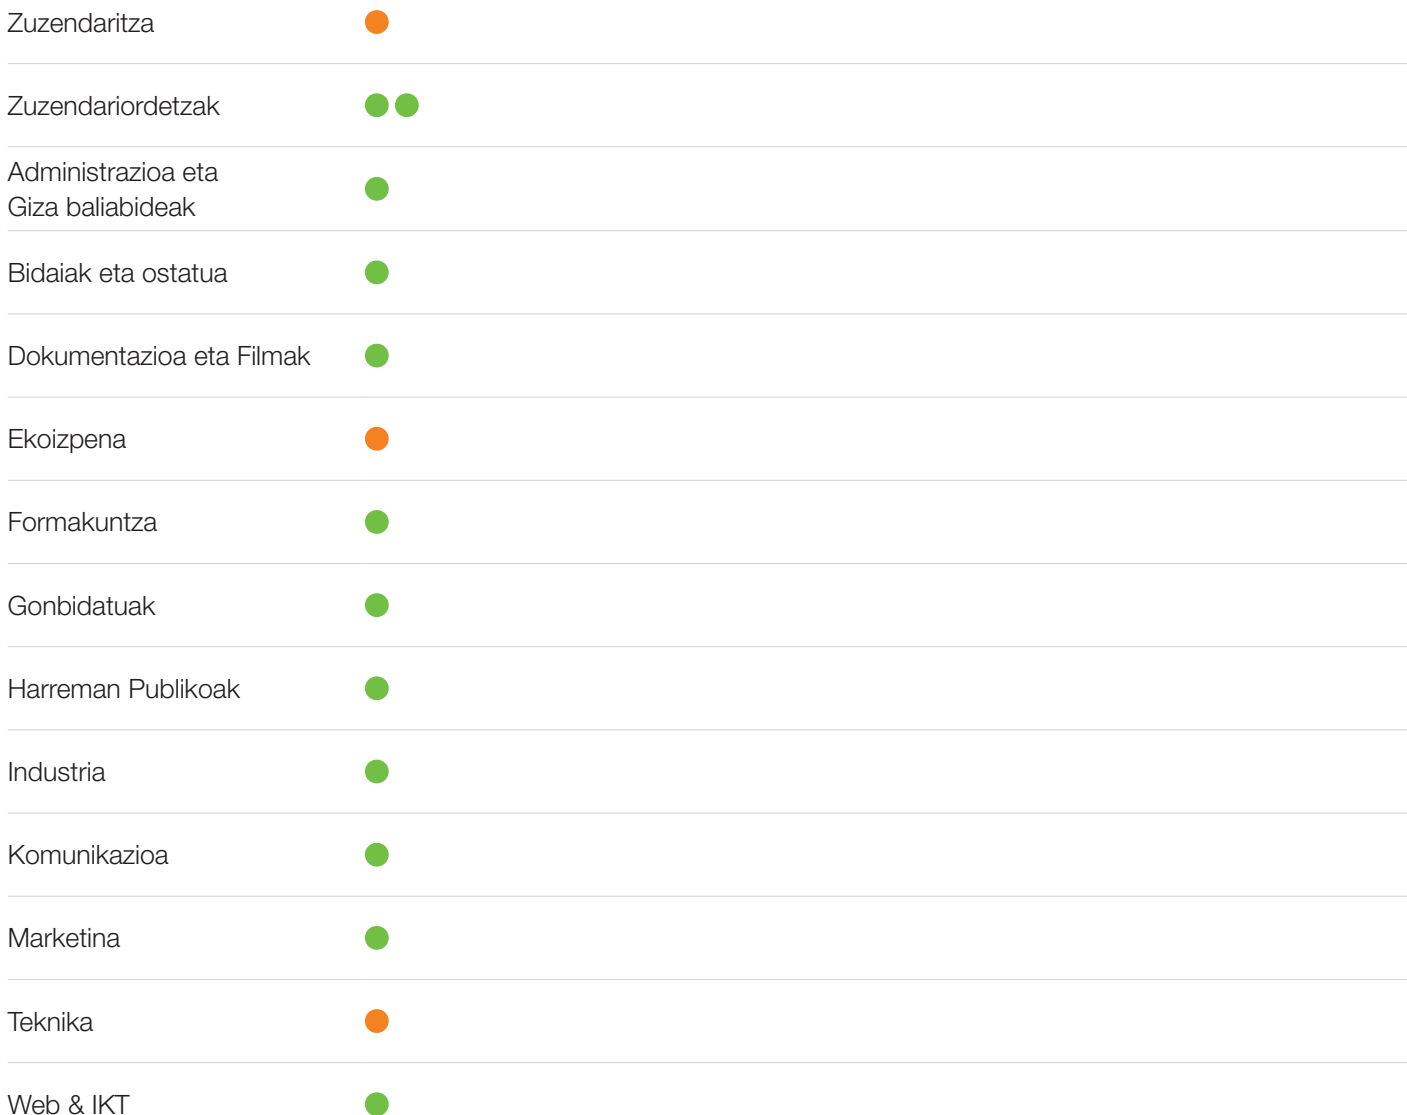 Zuzendaritza
Zuzendariordetzak
Administrazioa eta
Giza baliabideak
Bidaiak eta ostatua
Dokumentazioa eta Filmak
Ekoizpena
Formakuntza
Gonbidatuak
Harreman Publikoak
Industria
Komunikazioa
Marketina
Teknika
Web & IKT